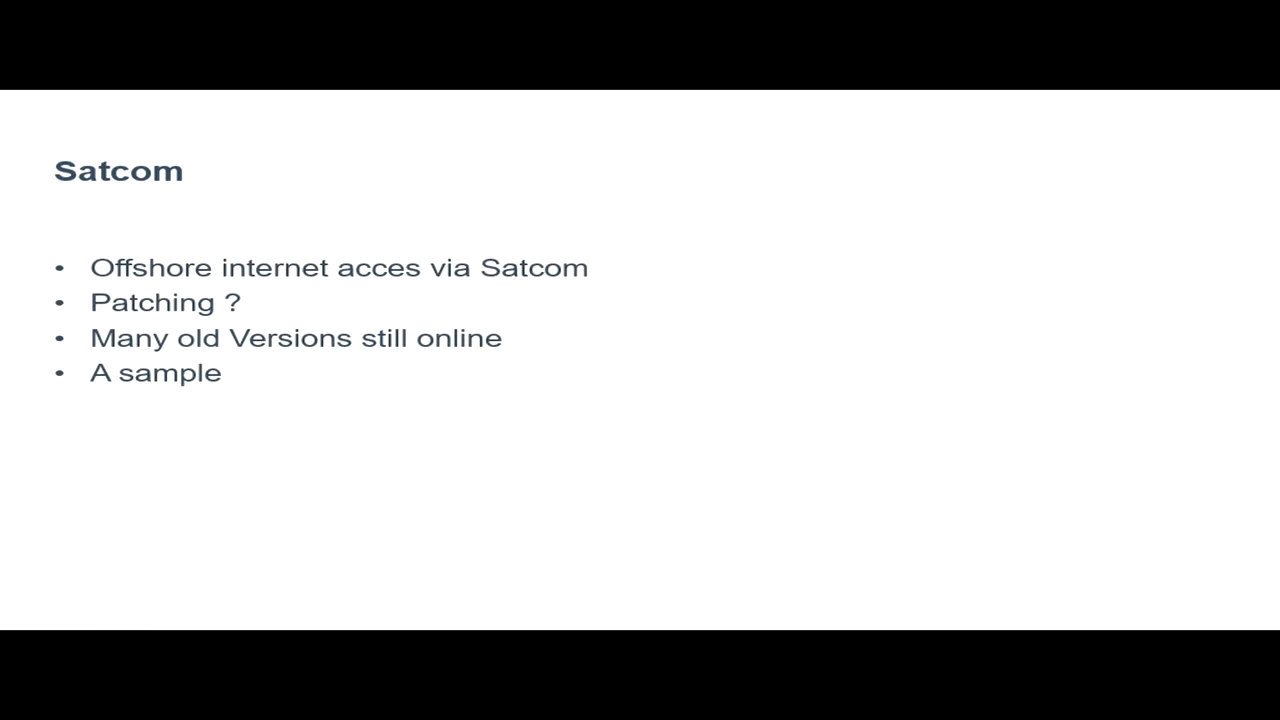 Satcom
• Offshore internet acces via Satcom
• Patching ?
• Many old Versions still online
• A sample